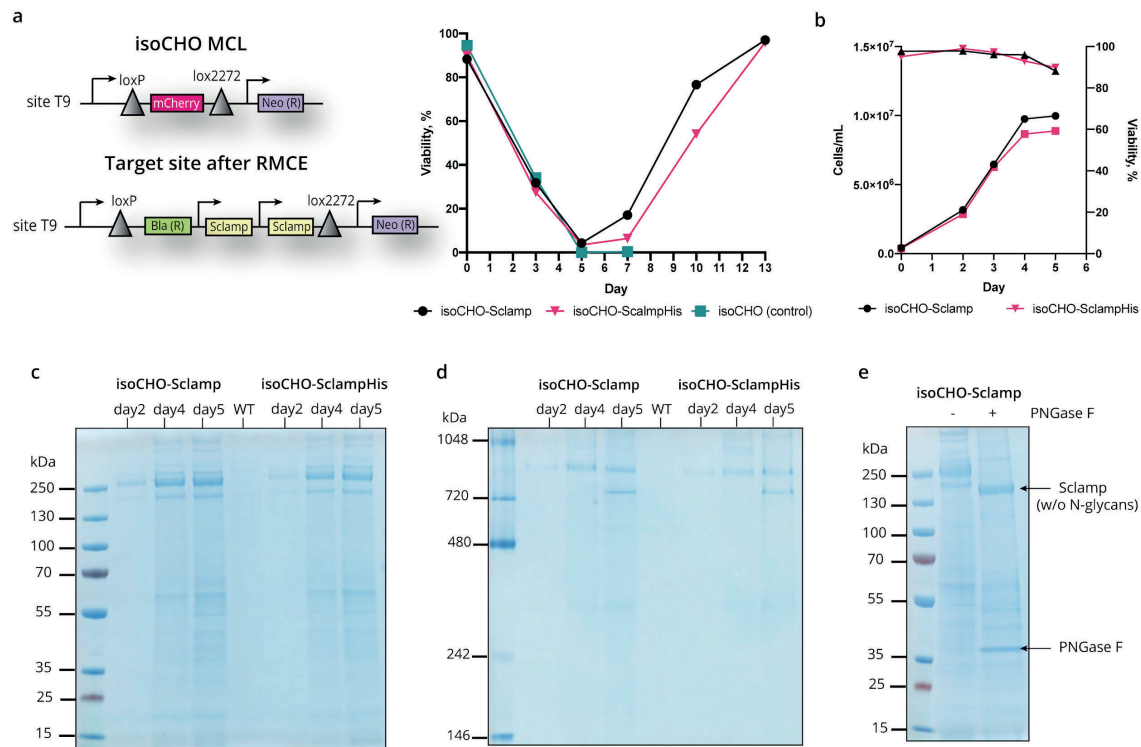 a
isoCHO MCL
loxP
lox2272
site T9
mCherry
Neo (R)
Target site after RMCE
loxP
lox2272
site T9
Bla (R)
Sclamp
Sclamp
Neo (R)
Viability, %
100
80
60
40
20
0
0 1 2 3 4 5 6 7 8 9 10 11 12 13
Day
isoCHO-Sclamp
isoCHO-ScalmpHis
isoCHO (control)
b
Cells/mL
1.5×10⁷
1.0×10⁷
5.0×10⁶
0.0
100
80
60
40
20
0
Viability, %
0 1 2 3 4 5 6
Day
isoCHO-Sclamp
isoCHO-SclampHis
c
isoCHO-Sclamp isoCHO-SclampHis
day2 day4 day5 WT day2 day4 day5
kDa
250
130
100
70
55
35
25
15
d
isoCHO-Sclamp isoCHO-SclampHis
day2 day4 day5 WT day2 day4 day5
kDa
1048
720
480
242
146
e
isoCHO-Sclamp
- + PNGase F
kDa
250
130
100
70
55
35
25
15
Sclamp
(w/o N-glycans)
PNGase F